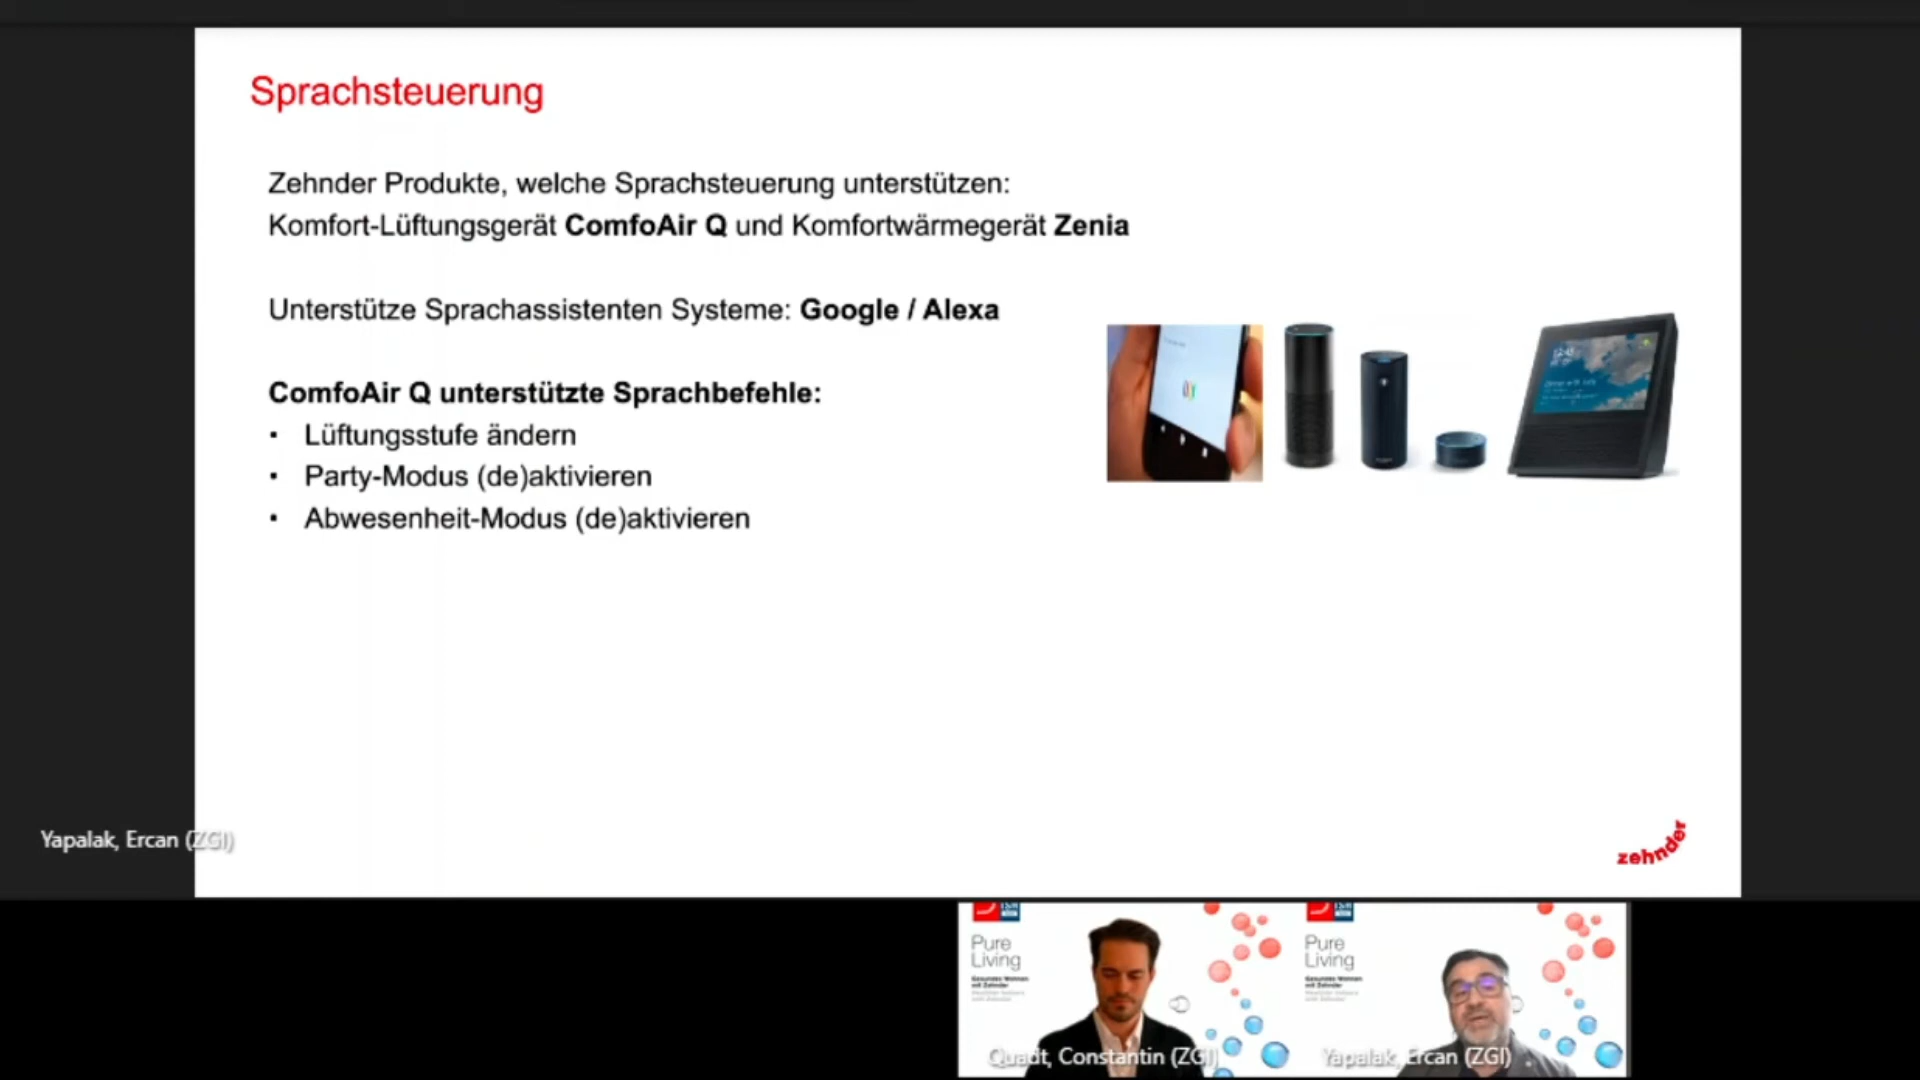 Sprachsteuerung
Zehnder Produkte, welche Sprachsteuerung unterstützen:
Komfort-Lüftungsgerät ComfoAir Q und Komfortwärmegerät Zenia
Unterstütze Sprachassistenten Systeme: Google / Alexa
ComfoAir Q unterstützte Sprachbefehle:
• Lüftungsstufe ändern
• Party-Modus (de)aktivieren
• Abwesenheit-Modus (de)aktivieren
Yapalak, Ercan (ZGI)
zehnder
Pure
Living
Gesundes Wohnen
mit Zehnder
Quadt, Constantin (ZGI)
Pure
Living
Gesundes Wohnen
mit Zehnder
Yapalak, Ercan (ZGI)